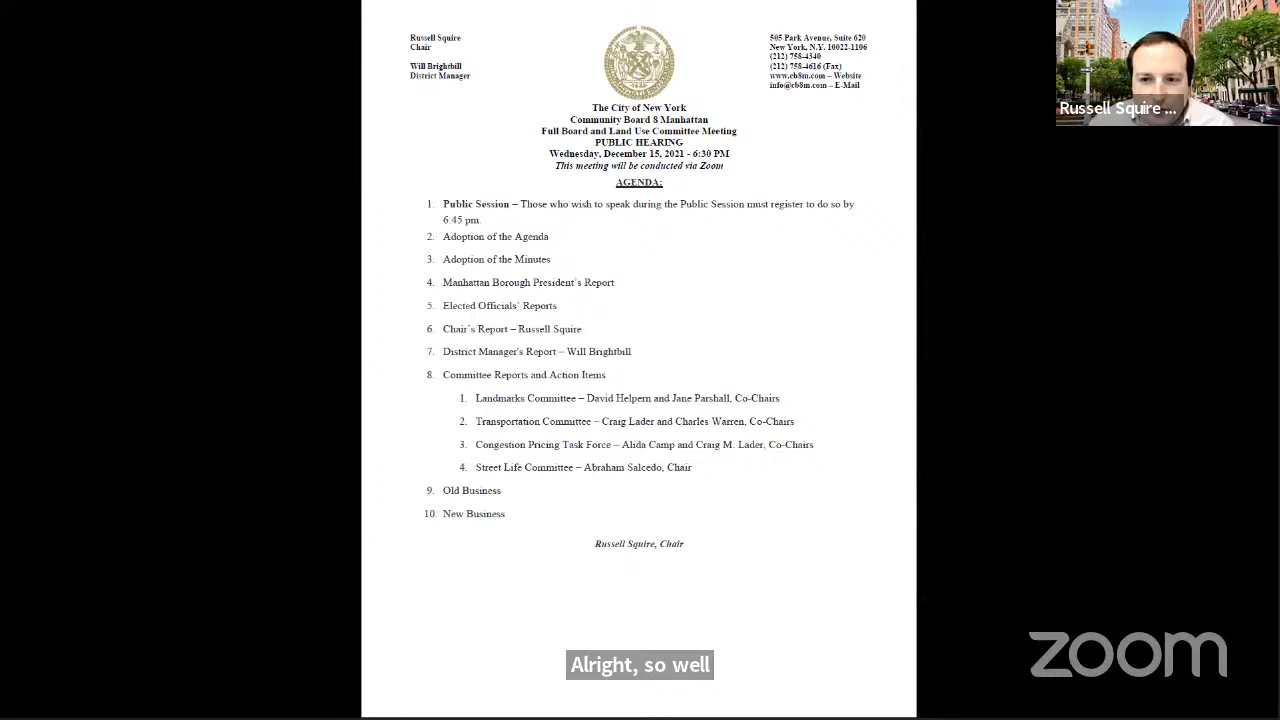 Russell Squire
Chair
Will Brightbill
District Manager
505 Park Avenue, Suite 620
New York, N.Y. 10022-1106
(212) 758-4340
(212) 758-4616 (Fax)
www.cb8m.com – Website
info@cb8m.com – E-Mail
The City of New York
Community Board 8 Manhattan
Full Board and Land Use Committee Meeting
PUBLIC HEARING
Wednesday, December 15, 2021 - 6:30 PM
This meeting will be conducted via Zoom
AGENDA:
1. Public Session – Those who wish to speak during the Public Session must register to do so by
6:45 pm.
2. Adoption of the Agenda
3. Adoption of the Minutes
4. Manhattan Borough President's Report
5. Elected Officials' Reports
6. Chair's Report – Russell Squire
7. District Manager's Report – Will Brightbill
8. Committee Reports and Action Items
1. Landmarks Committee – David Helpern and Jane Parshall, Co-Chairs
2. Transportation Committee – Craig Lader and Charles Warren, Co-Chairs
3. Congestion Pricing Task Force – Alida Camp and Craig M. Lader, Co-Chairs
4. Street Life Committee – Abraham Salcedo, Chair
9. Old Business
10. New Business
Russell Squire, Chair
Russell Squire ...
Alright, so well
zoom